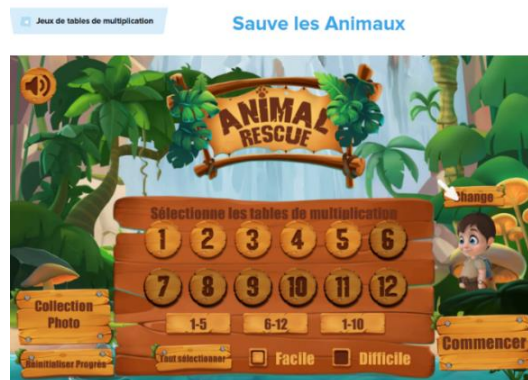 Jeux de tables de multiplication
Sauve les Animaux
ANIMAL
RESCUE
Change
Sélectionne les tables de multiplication
1 2 3 4 5 6
7 8 9 10 11 12
1-5 6-12 1-10
Collection
Photo
Commencer
Réinitialiser Progrès
Tout sélectionner
Facile
Difficile